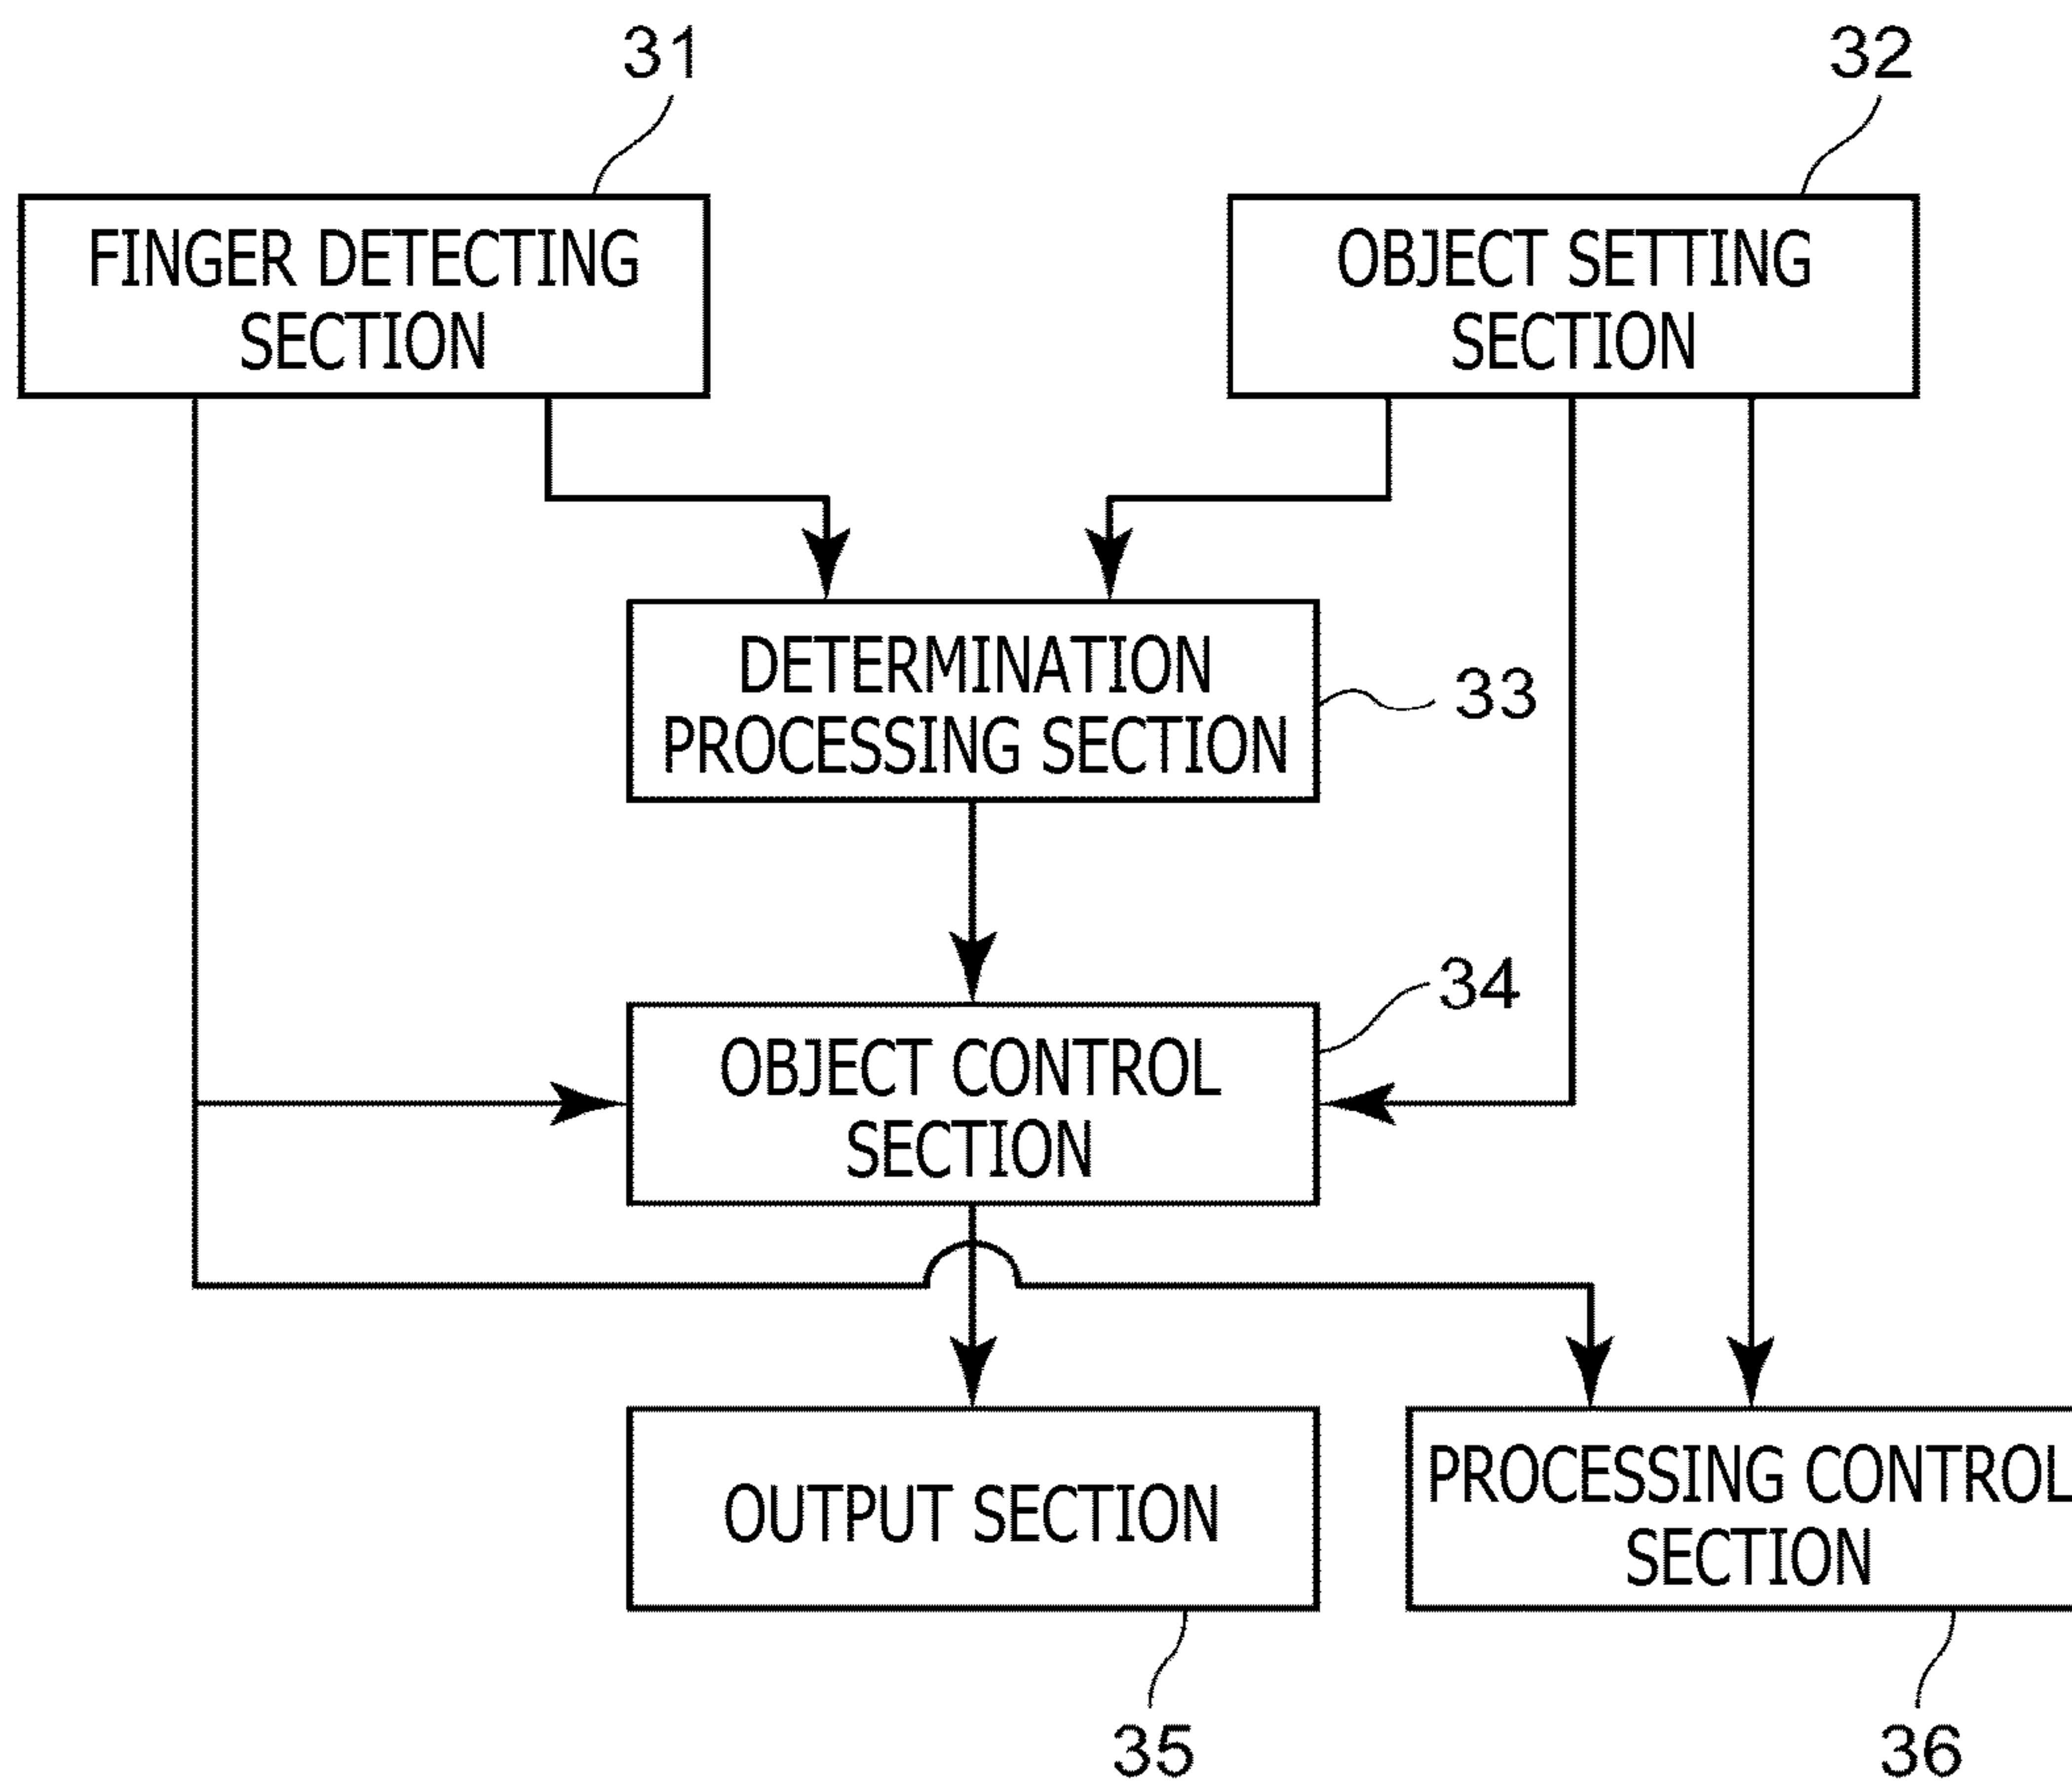 31
32
FINGER DETECTING
SECTION
OBJECT SETTING
SECTION
DETERMINATION
PROCESSING SECTION
33
34
OBJECT CONTROL
SECTION
OUTPUT SECTION
PROCESSING CONTROL
SECTION
35
36